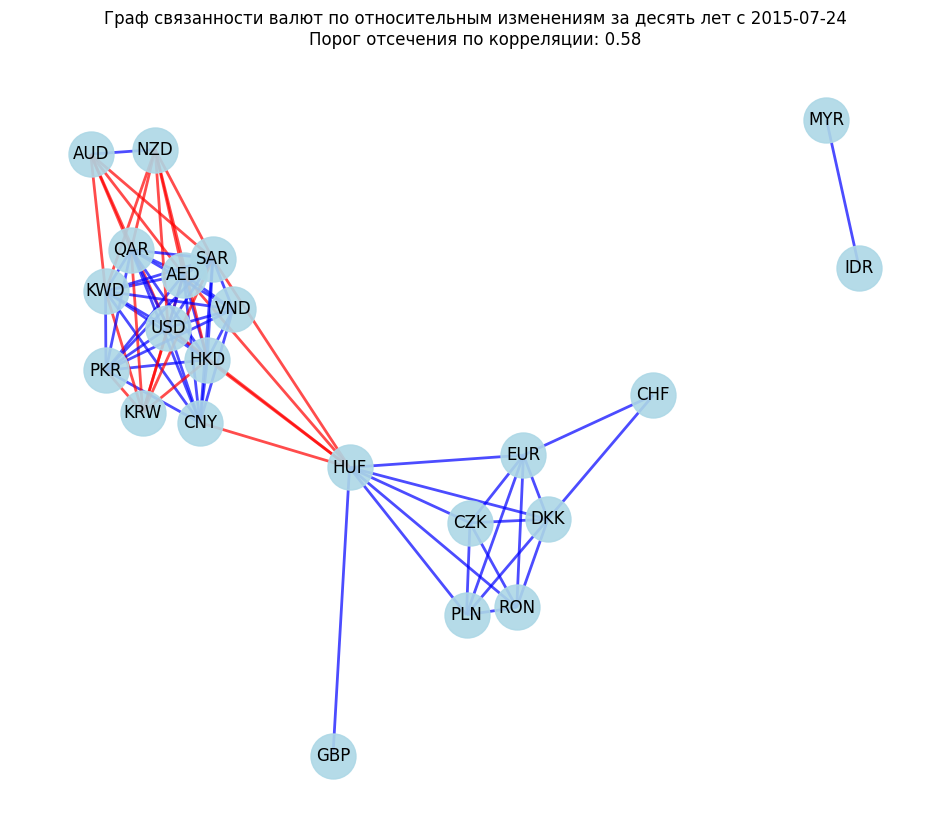 Граф связанности валют по относительным изменениям за десять лет с 2015-07-24
Порог отсечения по корреляции: 0.58
MYR
AUD
NZD
QAR
SAR
IDR
AED
KWD
VND
USD
HKD
PKR
CHF
KRW
CNY
EUR
HUF
CZK
DKK
PLN
RON
GBP